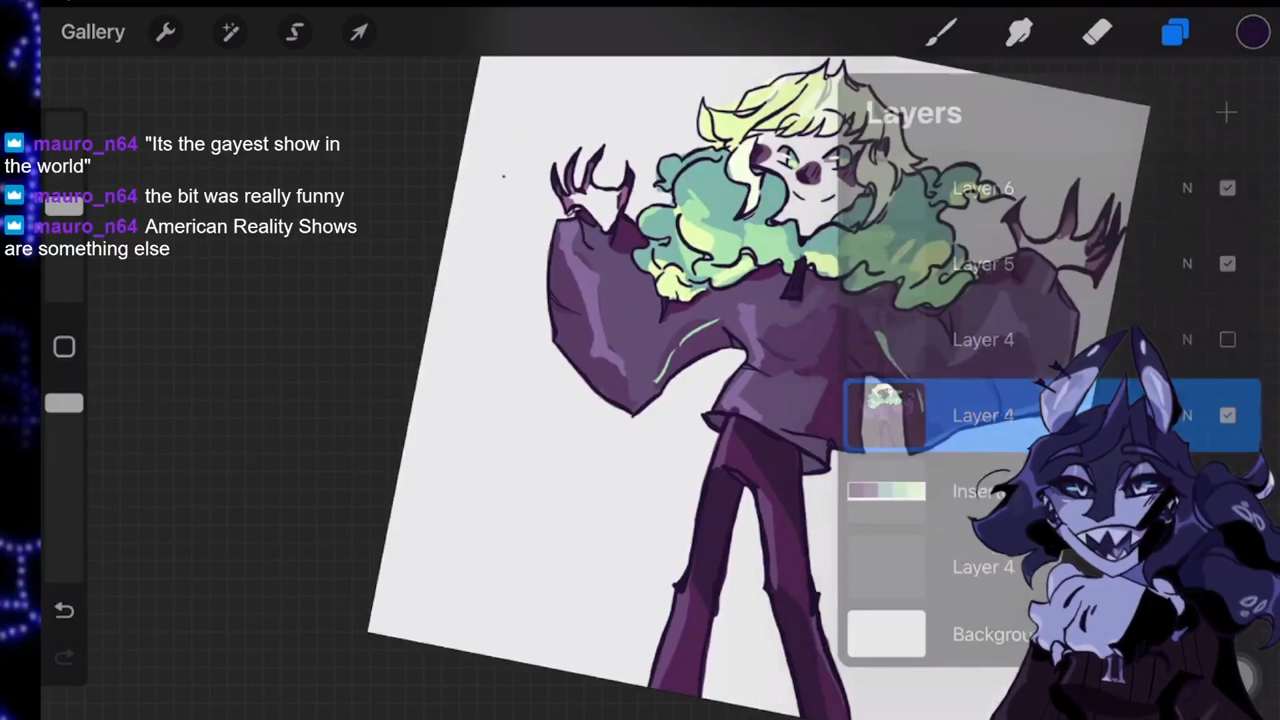 Gallery
mauro_n64 "Its the gayest show in
the world"
mauro_n64 the bit was really funny
mauro_n64 American Reality Shows
are something else
Layers
Layer 6 N
Layer 5 N
Layer 4 N
Layer 4 N
Layer 4